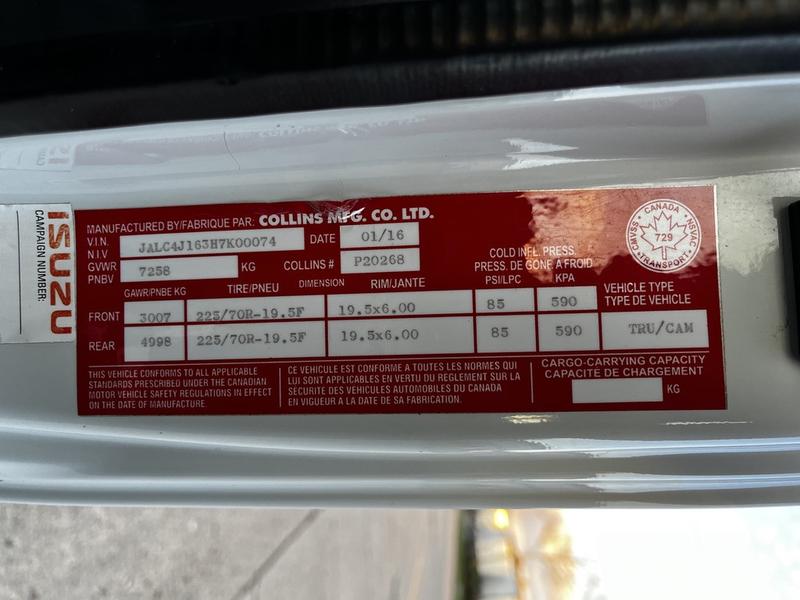 ISUZU
CAMPAIGN NUMBER:
MANUFACTURED BY/FABRIQUE PAR: COLLINS MFG. CO. LTD.
V.I.N. N.I.V JALC4J163H7K00074 DATE 01/16
GVWR PNBV 7258 KG COLLINS # P20268
COLD INFL. PRESS.
PRESS. DE GONE A FROID
GAWR/PNBE KG TIRE/PNEU DIMENSION RIM/JANTE PSI/LPC KPA
FRONT 3007 225/70R-19.5F 19.5x6.00 85 590
REAR 4998 225/70R-19.5F 19.5x6.00 85 590
VEHICLE TYPE
TYPE DE VEHICLE
TRU/CAM
CANADA
CMVSS 729 NSVAC
TRANSPORT
THIS VEHICLE CONFORMS TO ALL APPLICABLE
STANDARDS PRESCRIBED UNDER THE CANADIAN
MOTOR VEHICLE SAFETY REGULATIONS IN EFFECT
ON THE DATE OF MANUFACTURE.
CE VEHICULE EST CONFORME A TOUTES LES NORMES QUI
LUI SONT APPLICABLES EN VERTU DU REGLEMENT SUR LA
SÉCURITE DES VEHICULES AUTOMOBILES DU CANADA
EN VIGUEUR A LA DATE DE SA FABRICATION.
CARGO-CARRYING CAPACITY
CAPACITÉ DE CHARGEMENT
KG